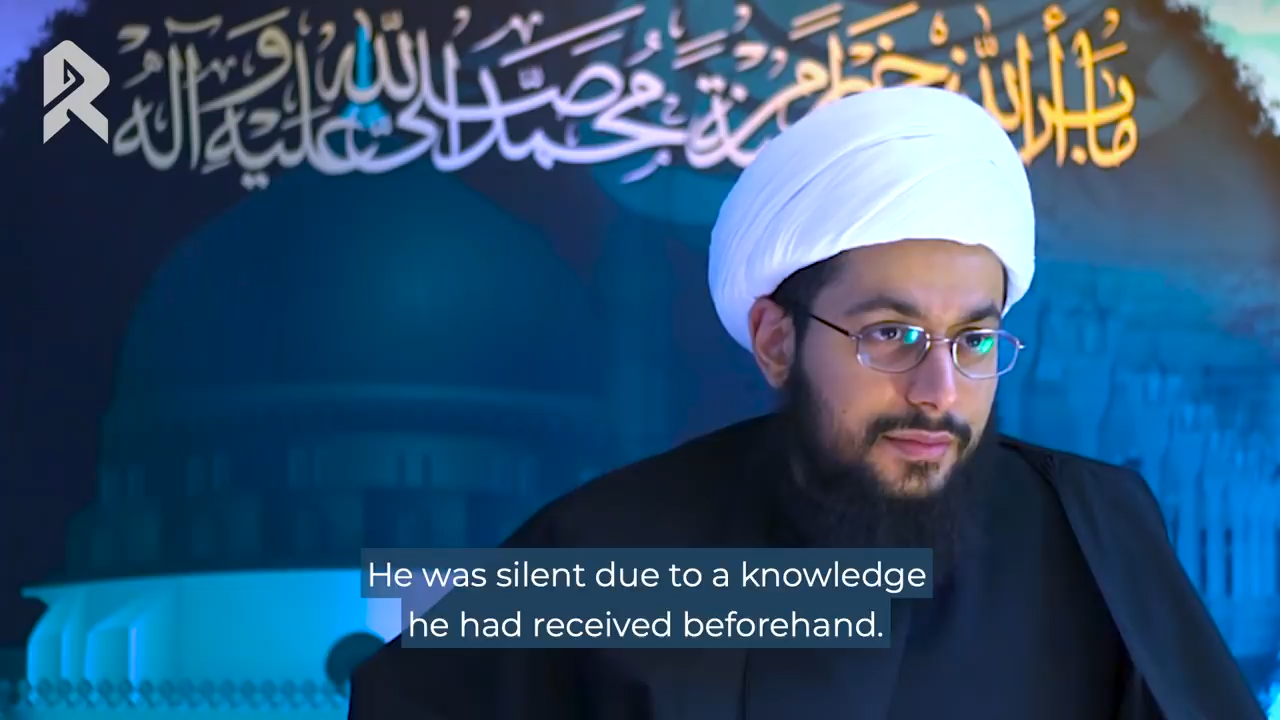 محمد صلى الله عليه وآله
He was silent due to a knowledge
he had received beforehand.